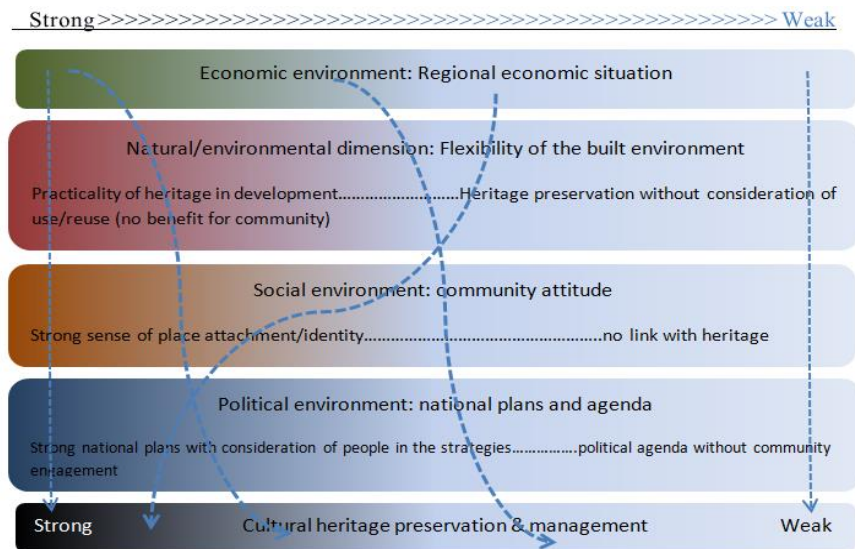 Strong>>>>>>>>>>>>>>>>>>>>>>>>>>>>>>>>>>>>>>>>>>>>>>>>>>>>>>>>>>Weak
Economic environment: Regional economic situation
Natural/environmental dimension: Flexibility of the built environment
Practicality of heritage in development..............................Heritage preservation without consideration of
use/reuse (no benefit for community)
Social environment: community attitude
Strong sense of place attachment/identity............................................................no link with heritage
Political environment: national plans and agenda
Strong national plans with consideration of people in the strategies................political agenda without community
engagement
Strong Cultural heritage preservation & management Weak